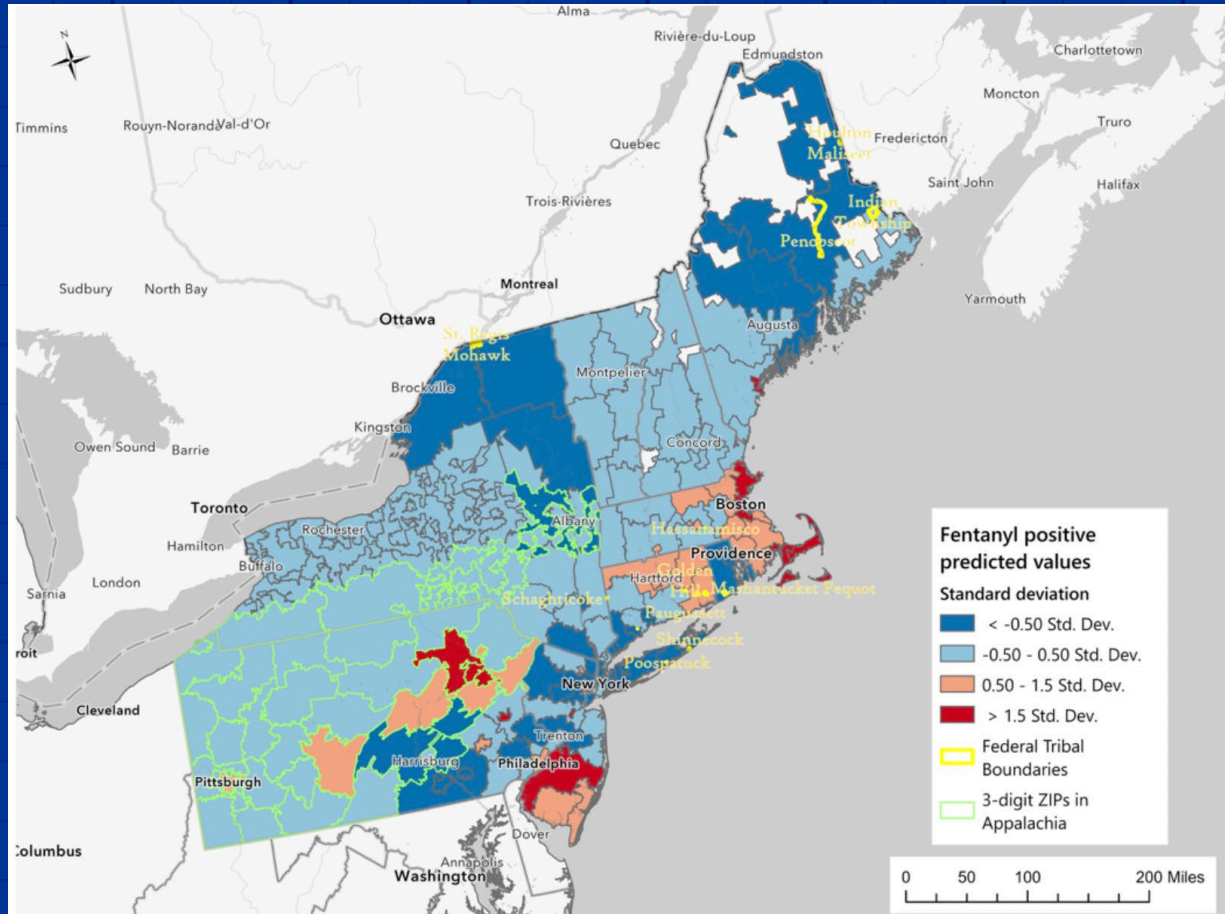 N
Alma
Rivière-du-Loup
Edmundston
Charlottetown
Moncton
Timmins
Rouyn-Noranda
Val-d'Or
Truro
Houlton
Maliseet
Fredericton
Quebec
Saint John
Halifax
Trois-Rivières
Indian
Township
Penobscot
Sudbury
North Bay
Montreal
Yarmouth
Ottawa
St. Regis
Mohawk
Augusta
Brockville
Montpelier
Kingston
Owen Sound
Barrie
Concord
Toronto
Boston
Rochester
Albany
Hassanamisco
Hamilton
Providence
Buffalo
London
Hartford
Golden
Hill
Mashantucket Pequot
Sarnia
Schaghticoke
Paugussett
Shinnecock
roit
Poospatuck
New York
Cleveland
Trenton
Harrisburg
Philadelphia
Pittsburgh
Dover
Columbus
Annapolis
Washington
Fentanyl positive
predicted values
Standard deviation
< -0.50 Std. Dev.
-0.50 - 0.50 Std. Dev.
0.50 - 1.5 Std. Dev.
> 1.5 Std. Dev.
Federal Tribal
Boundaries
3-digit ZIPs in
Appalachia
0 50 100 200 Miles